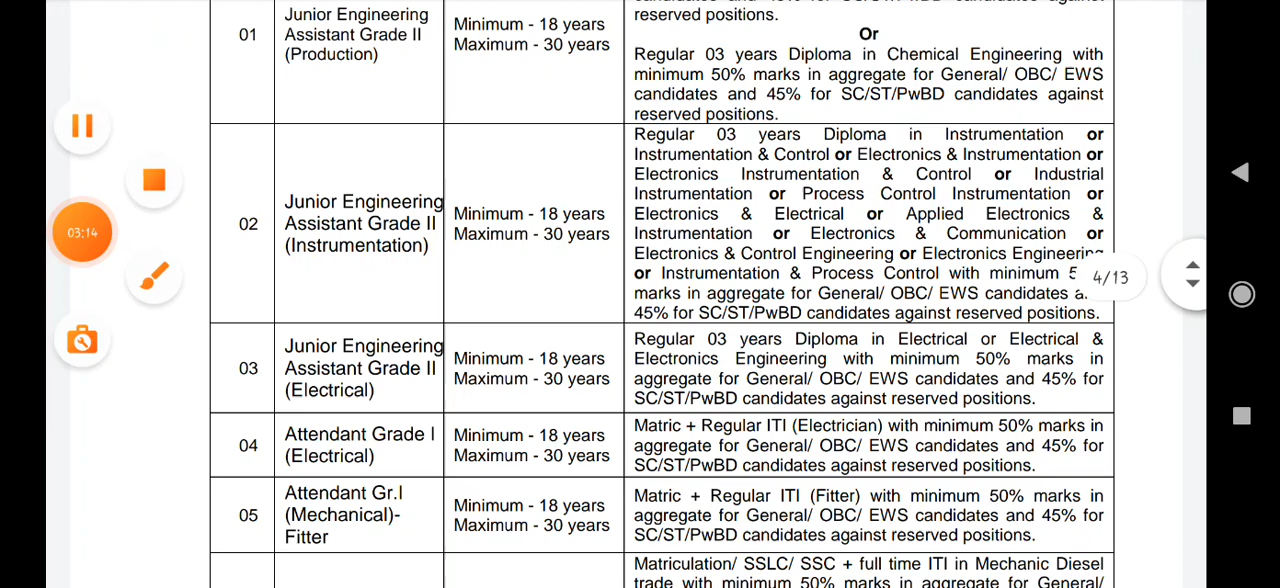 candidates and 45% for SC/ST/PwBD candidates against
reserved positions.
Or
01
Junior Engineering
Assistant Grade II
(Production)
Minimum - 18 years
Maximum - 30 years
Regular 03 years Diploma in Chemical Engineering with
minimum 50% marks in aggregate for General/ OBC/ EWS
candidates and 45% for SC/ST/PwBD candidates against
reserved positions.
02
Junior Engineering
Assistant Grade II
(Instrumentation)
Minimum - 18 years
Maximum - 30 years
Regular 03 years Diploma in Instrumentation or
Instrumentation & Control or Electronics & Instrumentation or
Electronics Instrumentation & Control or Industrial
Instrumentation or Process Control Instrumentation or
Electronics & Electrical or Applied Electronics &
Instrumentation or Electronics & Communication or
Electronics & Control Engineering or Electronics Engineering
or Instrumentation & Process Control with minimum
marks in aggregate for General/ OBC/ EWS candidates
45% for SC/ST/PwBD candidates against reserved positions.
03
Junior Engineering
Assistant Grade II
(Electrical)
Minimum - 18 years
Maximum - 30 years
Regular 03 years Diploma in Electrical or Electrical &
Electronics Engineering with minimum 50% marks in
aggregate for General/ OBC/ EWS candidates and 45% for
SC/ST/PwBD candidates against reserved positions.
04
Attendant Grade I
(Electrical)
Minimum - 18 years
Maximum - 30 years
Matric + Regular ITI (Electrician) with minimum 50% marks in
aggregate for General/ OBC/ EWS candidates and 45% for
SC/ST/PwBD candidates against reserved positions.
05
Attendant Gr.I
(Mechanical)-
Fitter
Minimum - 18 years
Maximum - 30 years
Matric + Regular ITI (Fitter) with minimum 50% marks in
aggregate for General/ OBC/ EWS candidates and 45% for
SC/ST/PwBD candidates against reserved positions.
Matriculation/ SSLC/ SSC + full time ITI in Mechanic Diesel
trade with minimum 50% marks in aggregate for General/
03:14
4/13